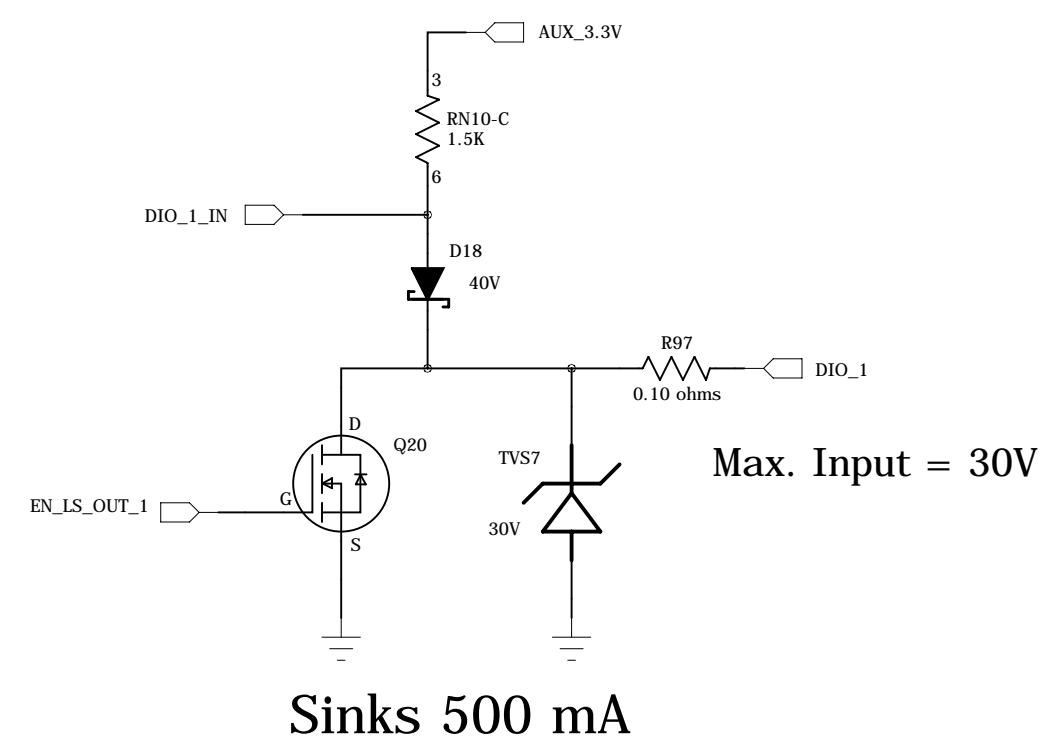 AUX_3.3V
3
RN10-C
1.5K
6
DIO_1_IN
D18
40V
R97
DIO_1
0.10 ohms
D
Q20
TVS7
Max. Input = 30V
G
EN_LS_OUT_1
30V
S
Sinks 500 mA